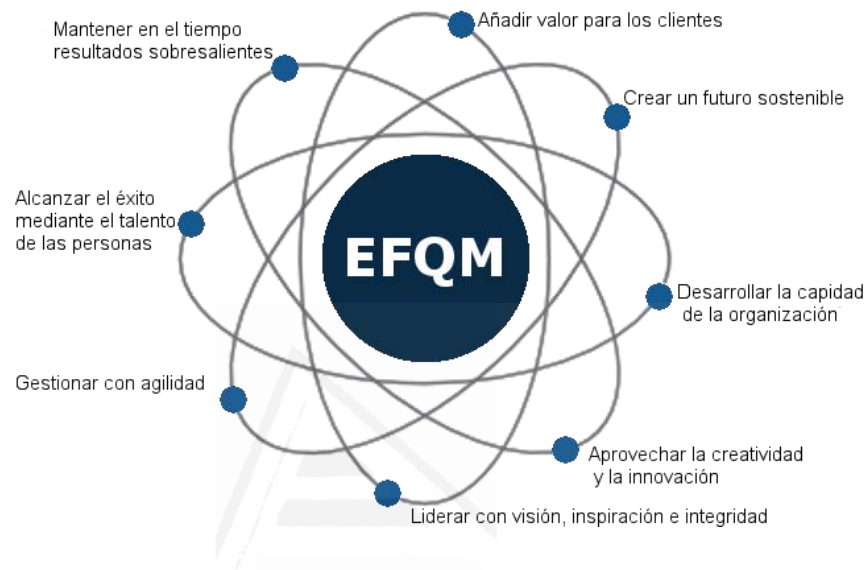 Añadir valor para los clientes
Mantener en el tiempo
resultados sobresalientes
Crear un futuro sostenible
Alcanzar el éxito
mediante el talento
de las personas
EFQM
Desarrollar la capidad
de la organización
Gestionar con agilidad
Aprovechar la creatividad
y la innovación
Liderar con visión, inspiración e integridad